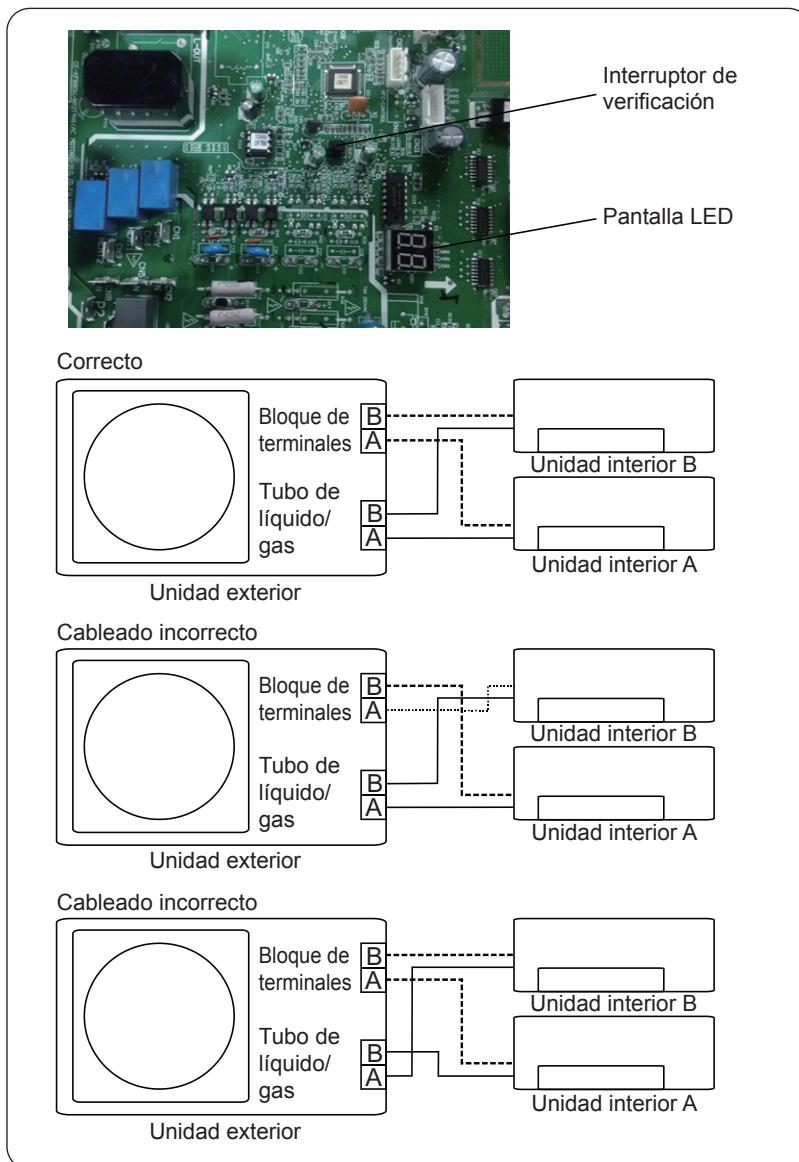 Interruptor de
verificación
Pantalla LED
Correcto
Bloque de
terminales
B
A
Tubo de
líquido/
gas
B
A
Unidad exterior
Unidad interior B
Unidad interior A
Cableado incorrecto
Bloque de
terminales
B
A
Tubo de
líquido/
gas
B
A
Unidad exterior
Unidad interior B
Unidad interior A
Cableado incorrecto
Bloque de
terminales
B
A
Tubo de
líquido/
gas
B
A
Unidad exterior
Unidad interior B
Unidad interior A